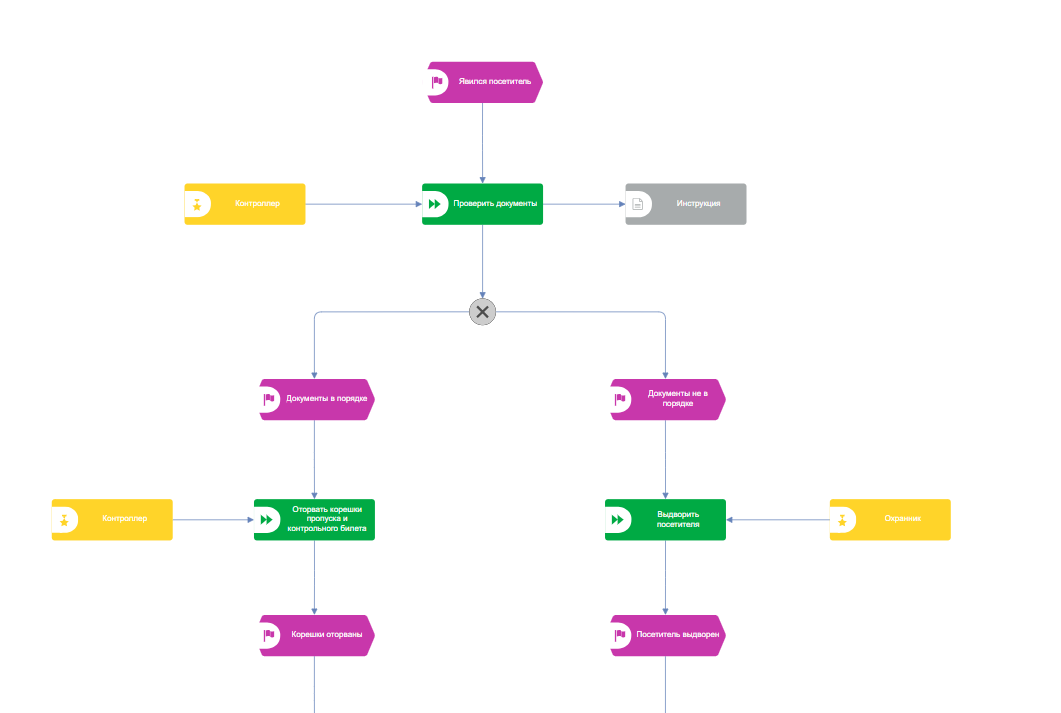 Явился посетитель
Контроллер
Проверить документы
Инструкция
Документы в порядке
Документы не в
порядке
Контроллер
Оторвать корешки
пропуска и
контрольного билета
Выдворить
посетителя
Охранник
Корешки оторваны
Посетитель выдворен